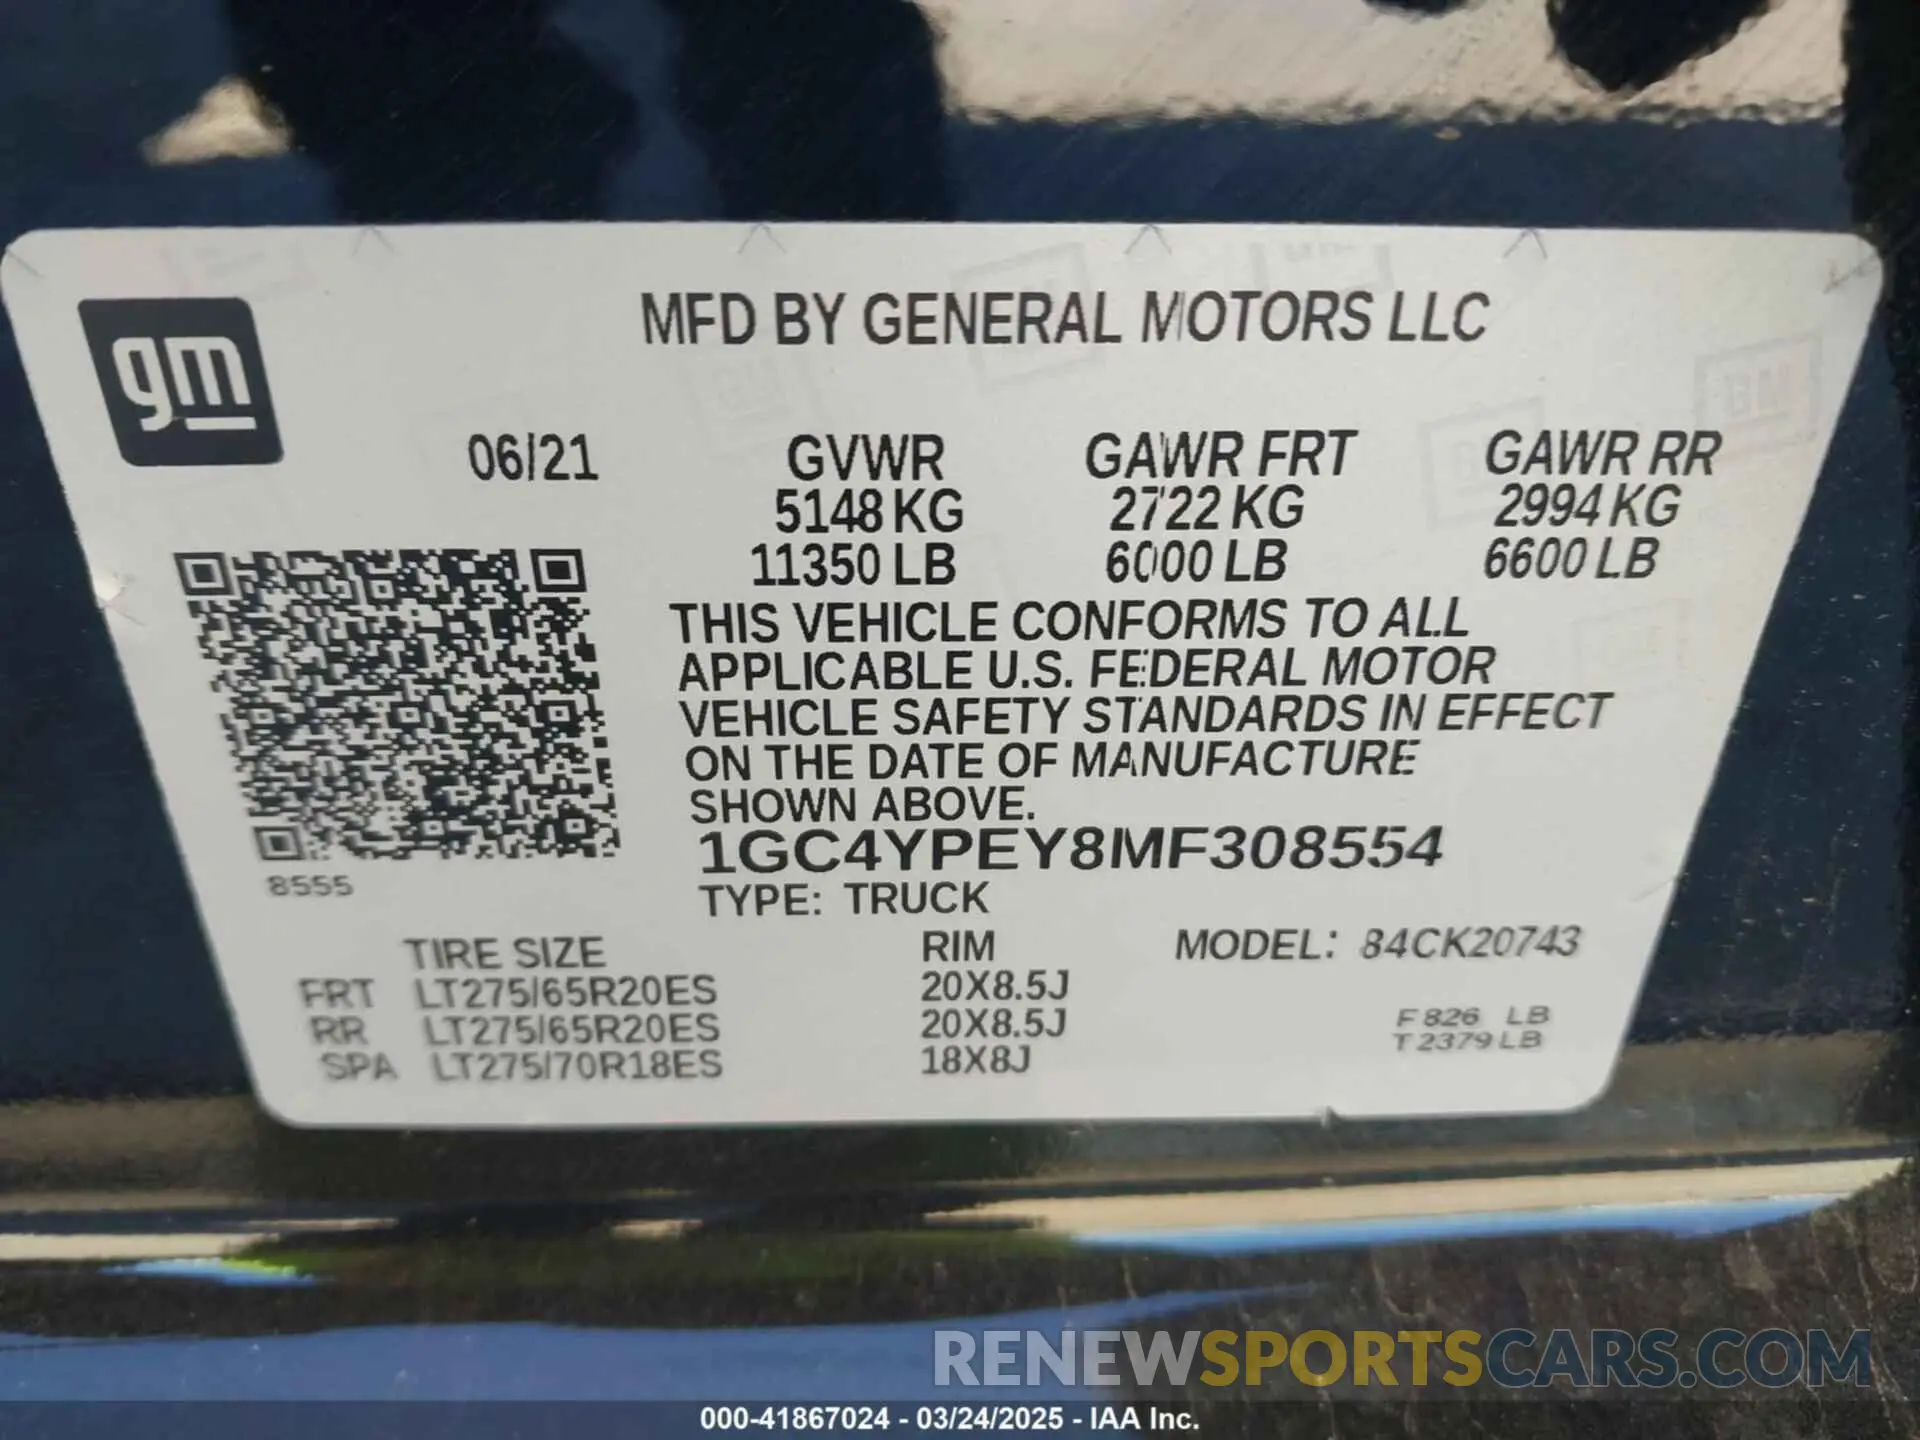 MFD BY GENERAL MOTORS LLC
gm
06/21 GVWR GAWR FRT GAWR RR
5148 KG 2722 KG 2994 KG
11350 LB 6000 LB 6600 LB
THIS VEHICLE CONFORMS TO ALL
APPLICABLE U.S. FEDERAL MOTOR
VEHICLE SAFETY STANDARDS IN EFFECT
ON THE DATE OF MANUFACTURE
SHOWN ABOVE.
1GC4YPEY8MF308554
8555
TYPE: TRUCK
TIRE SIZE RIM MODEL: 84CK20743
FRT LT275/65R20ES 20X8.5J
RR LT275/65R20ES 20X8.5J F 826 LB
SPA LT275/70R18ES 18X8J T 2379 LB
RENEWSPORTSCARS.COM
000-41867024 - 03/24/2025 - IAA Inc.